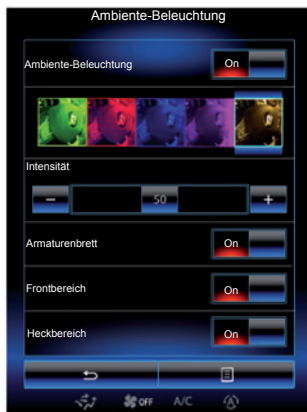 Ambiente-Beleuchtung
Ambiente-Beleuchtung On
Intensität
− 50 +
Armaturenbrett On
Frontbereich On
Heckbereich On
OFF A/C A